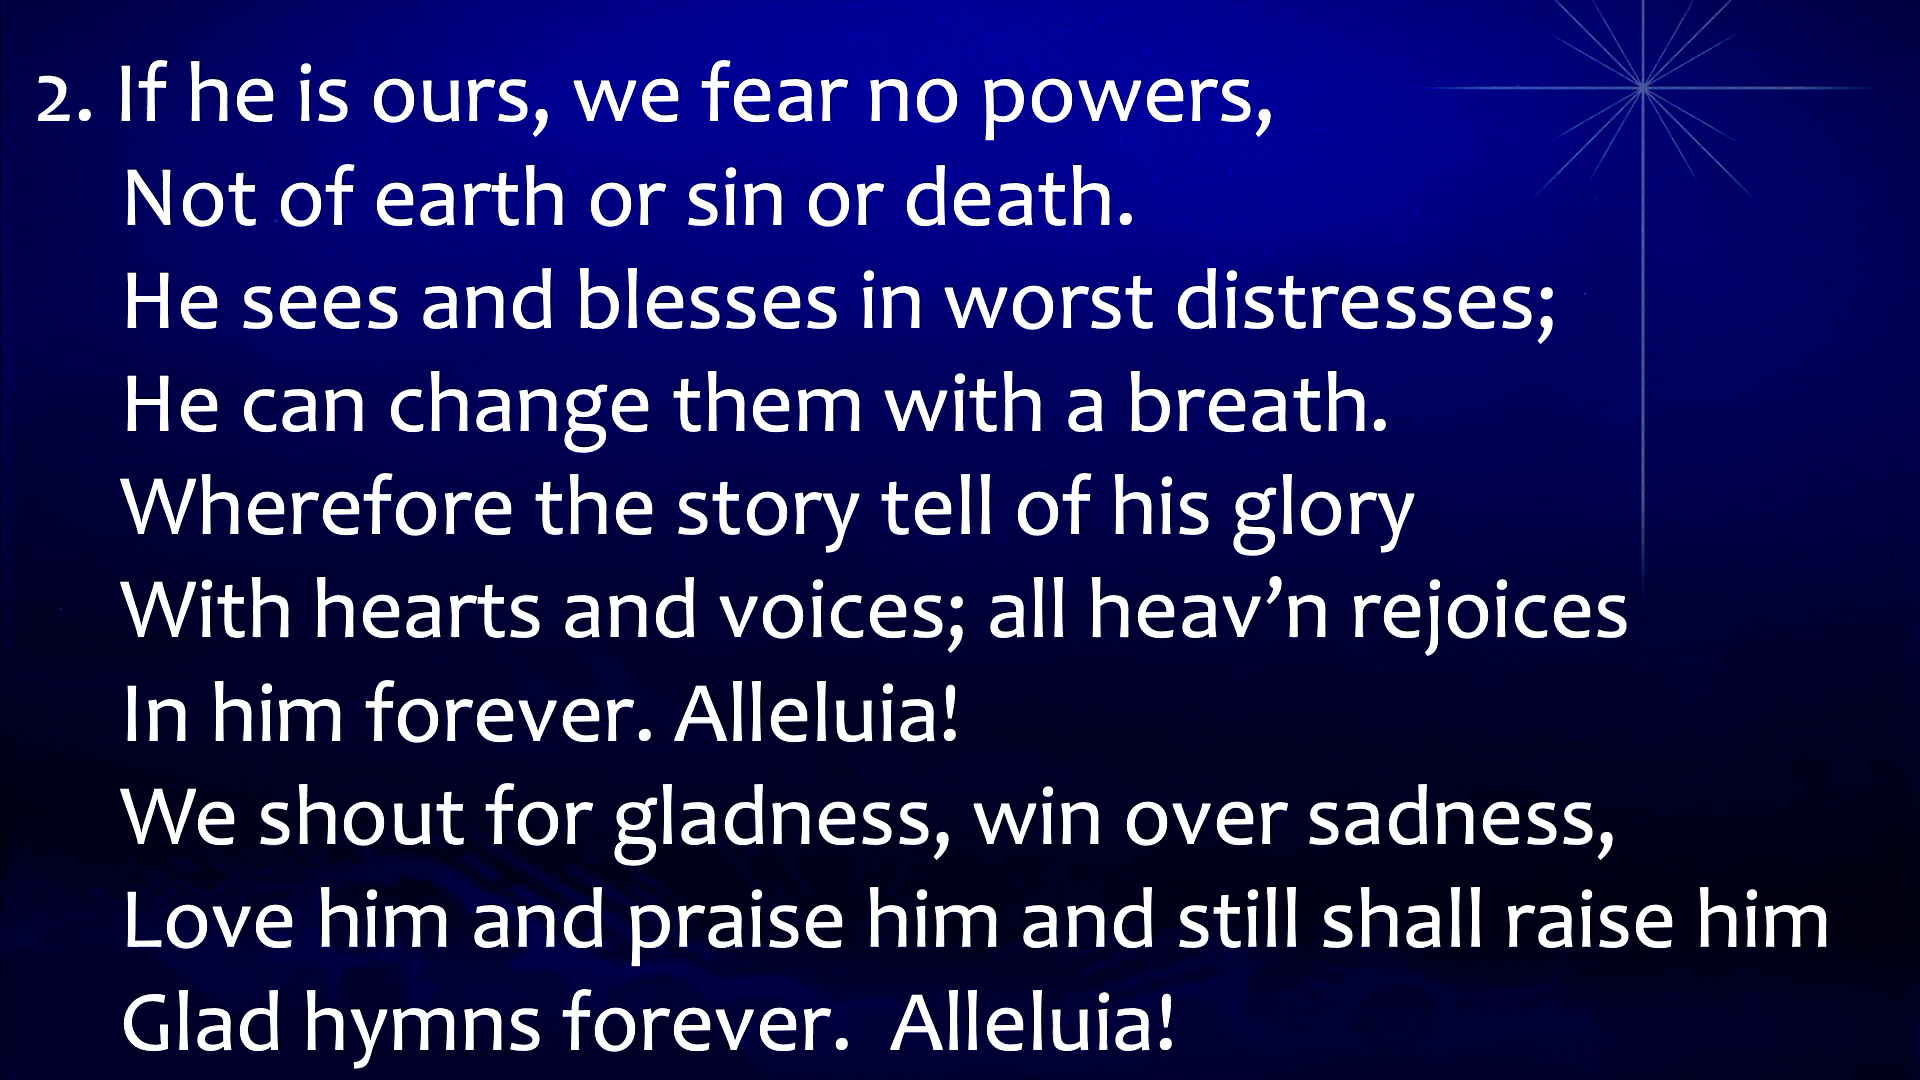 2. If he is ours, we fear no powers,
Not of earth or sin or death.
He sees and blesses in worst distresses;
He can change them with a breath.
Wherefore the story tell of his glory
With hearts and voices; all heav’n rejoices
In him forever. Alleluia!
We shout for gladness, win over sadness,
Love him and praise him and still shall raise him
Glad hymns forever.  Alleluia!